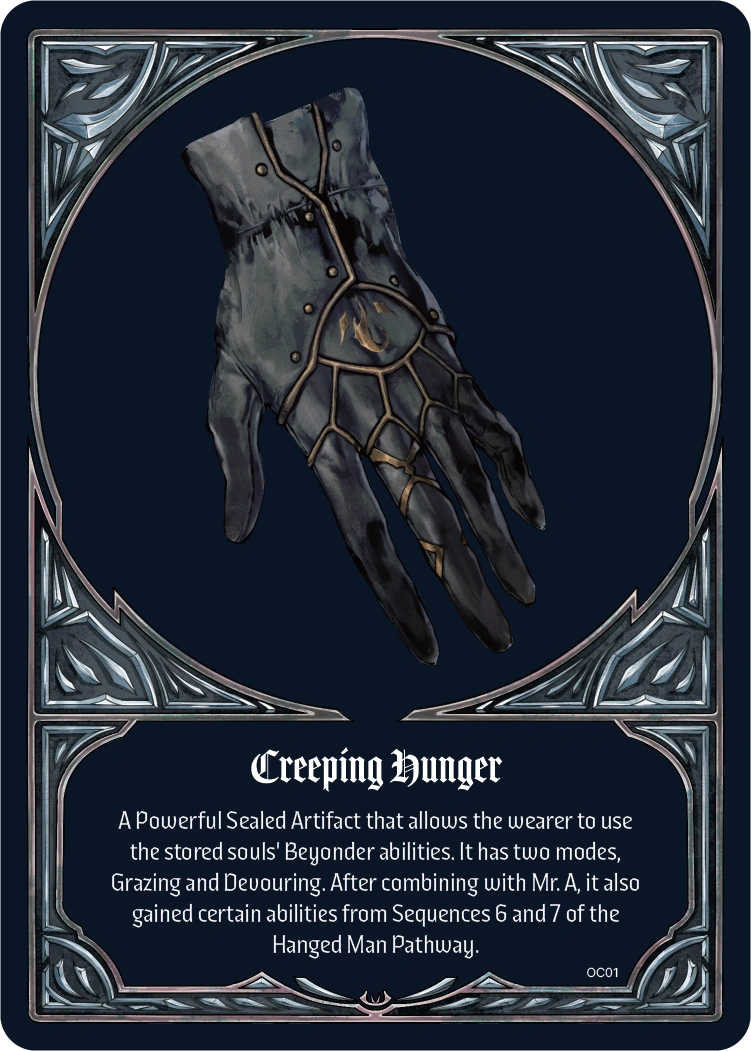 Creeping Hunger
A Powerful Sealed Artifact that allows the wearer to use
the stored souls' Beyonder abilities. It has two modes,
Grazing and Devouring. After combining with Mr. A, it also
gained certain abilities from Sequences 6 and 7 of the
Hanged Man Pathway.
OC01